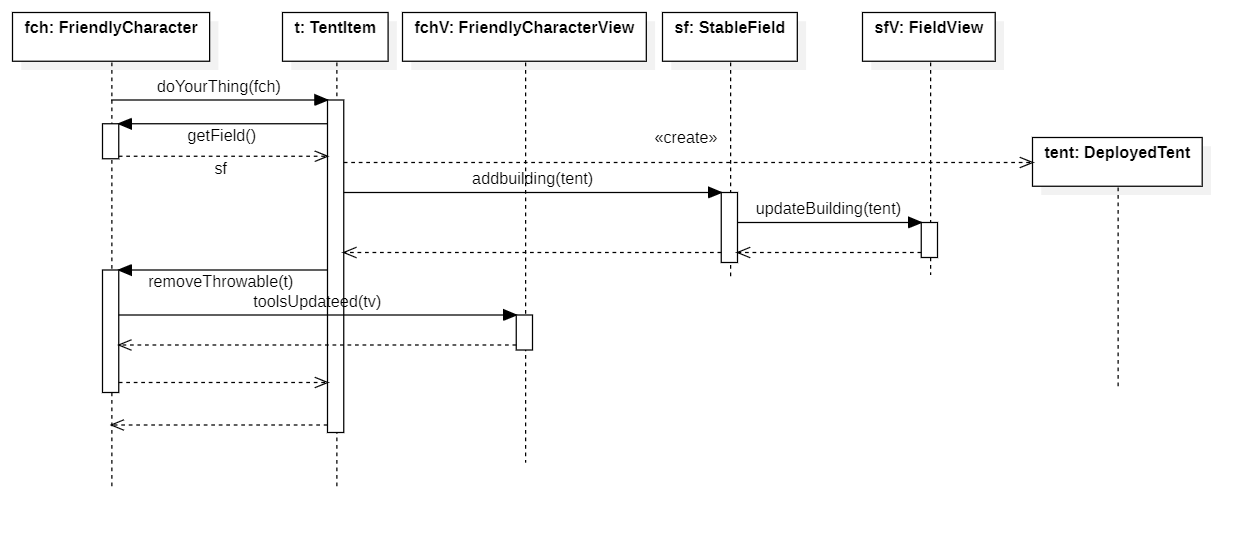 fch: FriendlyCharacter
t: TentItem
fchV: FriendlyCharacterView
sf: StableField
sfV: FieldView
doYourThing(fch)
getField()
«create»
tent: DeployedTent
sf
addbuilding(tent)
updateBuilding(tent)
removeThrowable(t)
toolsUpdateed(tv)